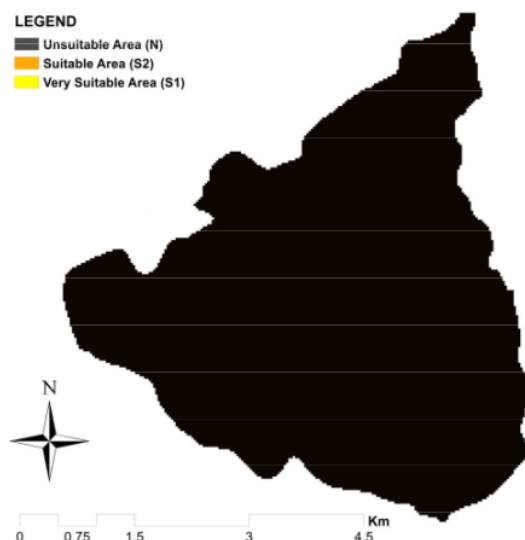 LEGEND
Unsuitable Area (N)
Suitable Area (S2)
Very Suitable Area (S1)
N
Km
0 0.75 1.5 3 4.5